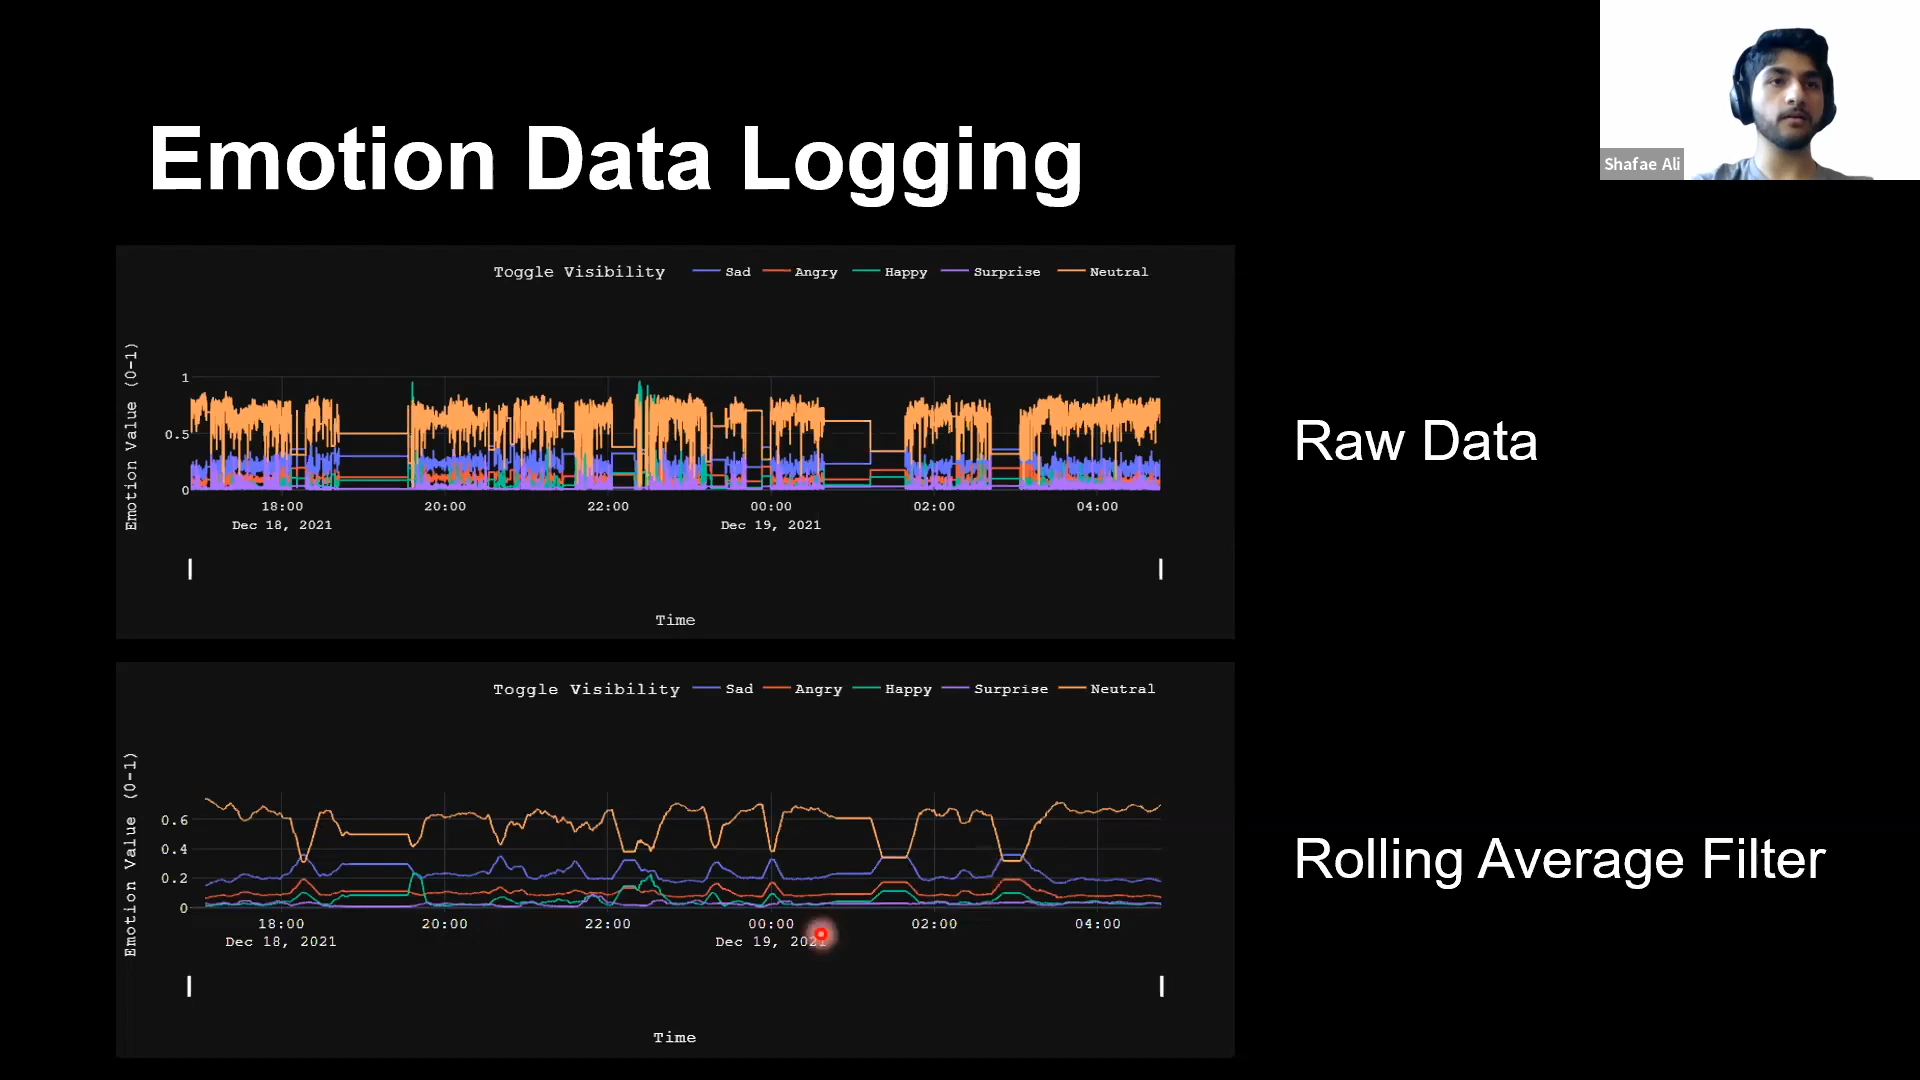 Emotion Data Logging
Shafae Ali
Toggle Visibility Sad Angry Happy Surprise Neutral
Emotion Value (0-1)
1
0.5
0
18:00 20:00 22:00 00:00 02:00 04:00
Dec 18, 2021 Dec 19, 2021
Time
Raw Data
Toggle Visibility Sad Angry Happy Surprise Neutral
Emotion Value (0-1)
0.6
0.4
0.2
0
18:00 20:00 22:00 00:00 02:00 04:00
Dec 18, 2021 Dec 19, 2021
Time
Rolling Average Filter